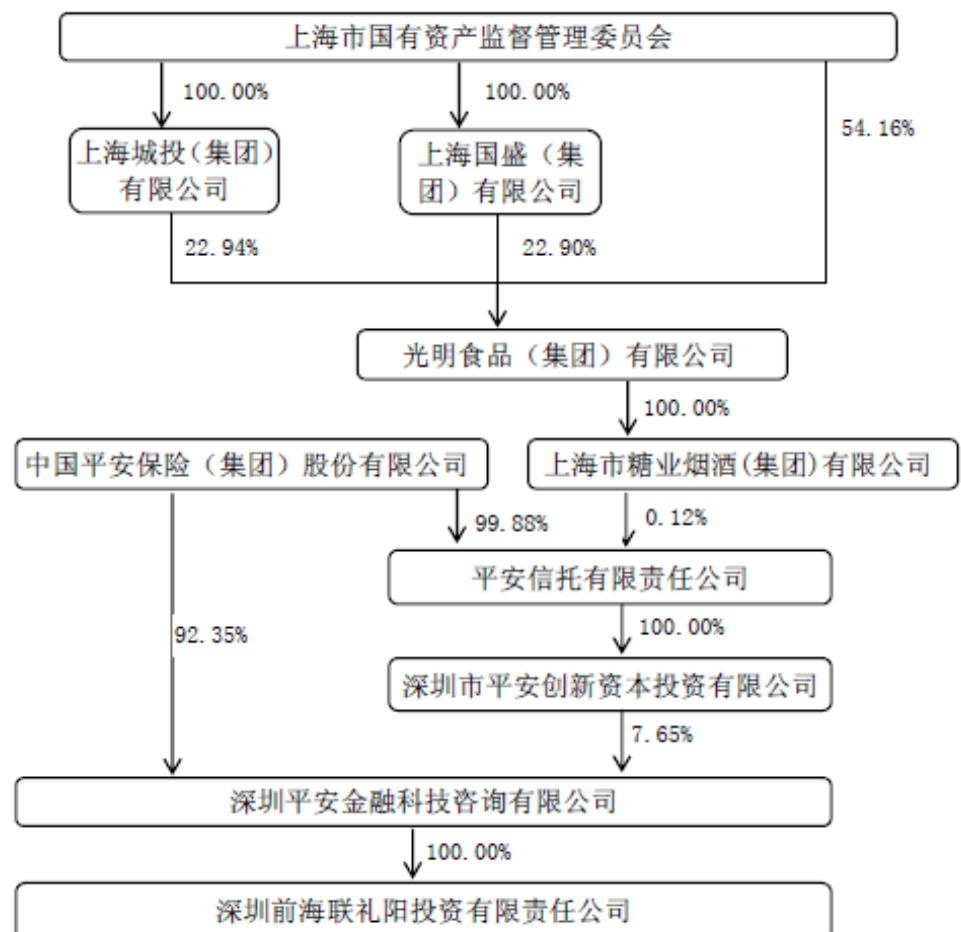 上海市国有资产监督管理委员会
100.00%
100.00%
54.16%
上海城投（集团）
有限公司
上海国盛（集
团）有限公司
22.94%
22.90%
光明食品（集团）有限公司
100.00%
中国平安保险（集团）股份有限公司
上海市糖业烟酒(集团)有限公司
99.88%
0.12%
平安信托有限责任公司
92.35%
100.00%
深圳市平安创新资本投资有限公司
7.65%
深圳平安金融科技咨询有限公司
100.00%
深圳前海联礼阳投资有限责任公司